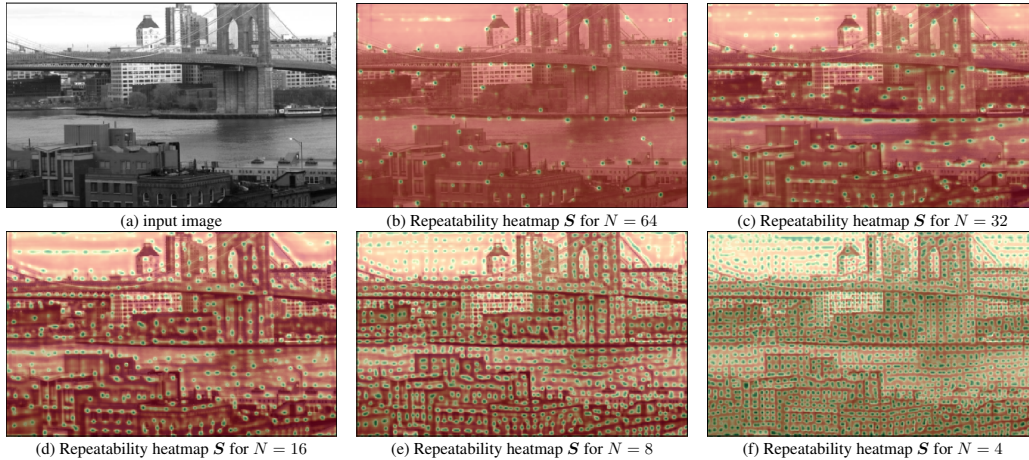 (a) input image
(b) Repeatability heatmap S for N = 64
(c) Repeatability heatmap S for N = 32
(d) Repeatability heatmap S for N = 16
(e) Repeatability heatmap S for N = 8
(f) Repeatability heatmap S for N = 4